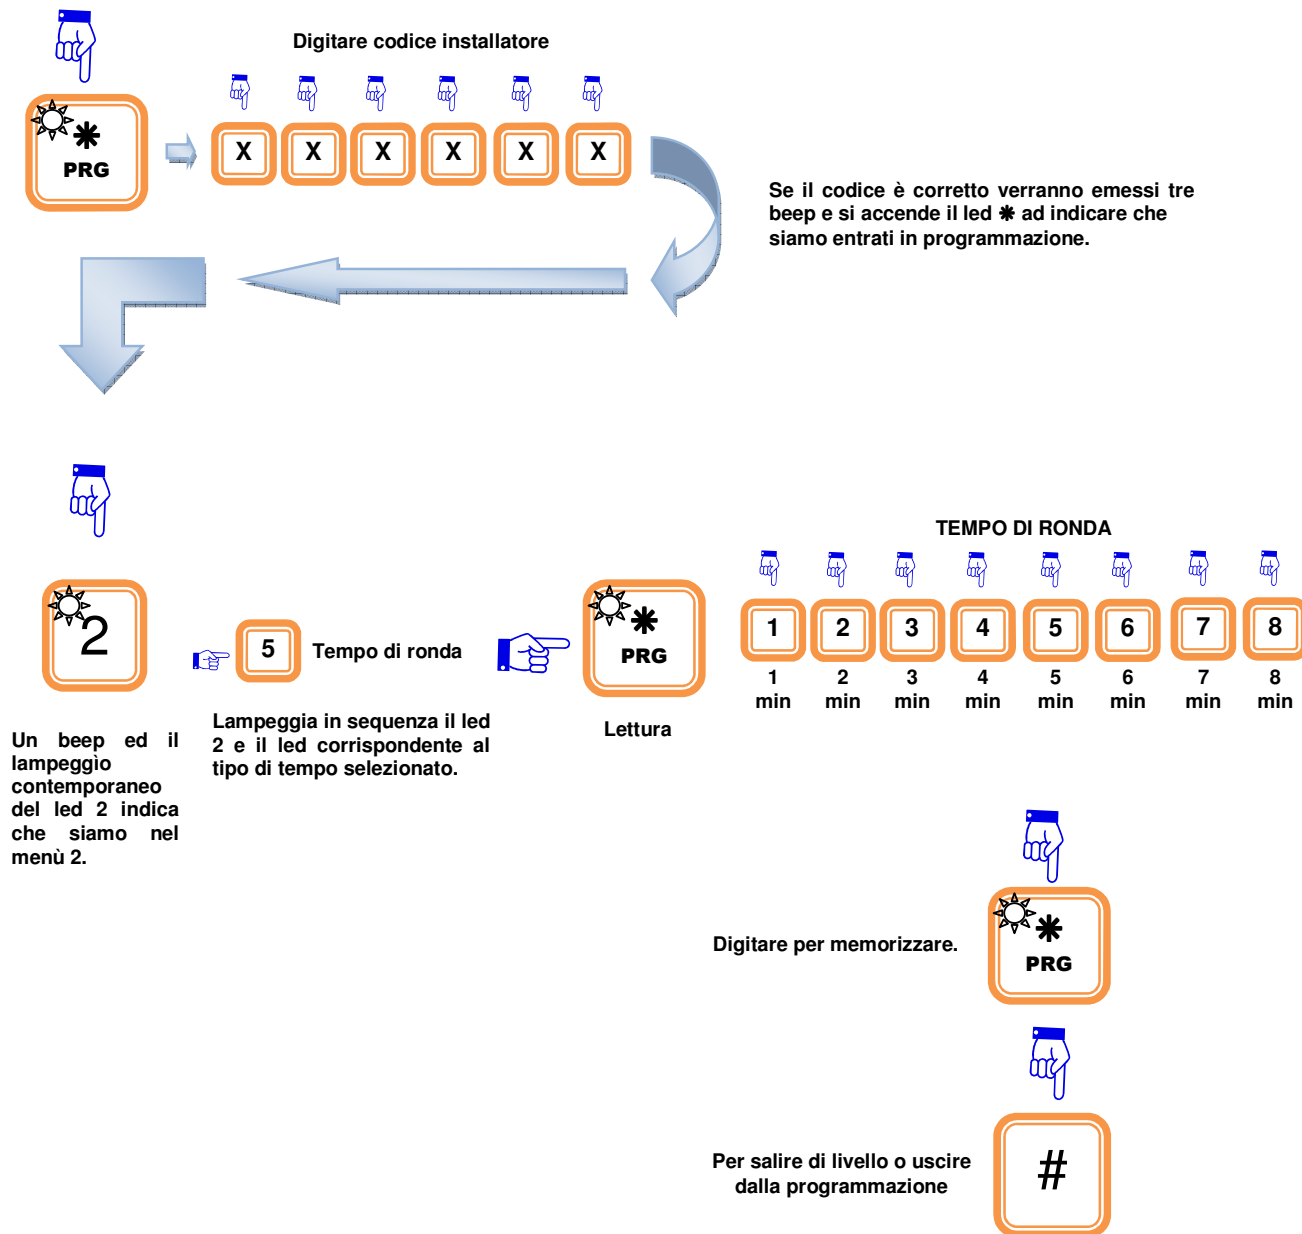 Digitare codice installatore
✱
PRG
X X X X X X
Se il codice è corretto verranno emessi tre
beep e si accende il led ✱ ad indicare che
siamo entrati in programmazione.
2
Un beep ed il
lampeggìo
contemporaneo
del led 2 indica
che siamo nel
menù 2.
5 Tempo di ronda
Lampeggia in sequenza il led
2 e il led corrispondente al
tipo di tempo selezionato.
✱
PRG
Lettura
TEMPO DI RONDA
1 2 3 4 5 6 7 8
1 2 3 4 5 6 7 8
min min min min min min min min
Digitare per memorizzare.
✱
PRG
Per salire di livello o uscire
dalla programmazione
#